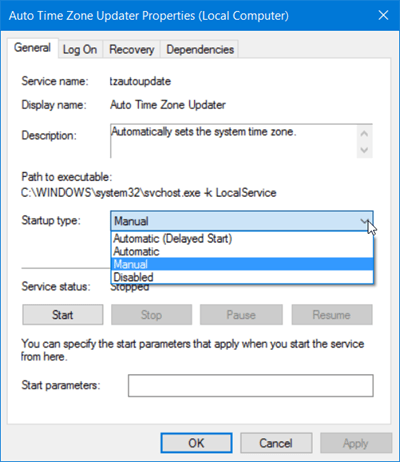 Auto Time Zone Updater Properties (Local Computer)
General Log On Recovery Dependencies
Service name: tzautoupdate
Display name: Auto Time Zone Updater
Description: Automatically sets the system time zone.
Path to executable:
C:\WINDOWS\system32\svchost.exe -k LocalService
Startup type: Manual
Automatic (Delayed Start)
Automatic
Manual
Disabled
Service status: Stopped
Start Stop Pause Resume
You can specify the start parameters that apply when you start the service
from here.
Start parameters:
OK Cancel Apply